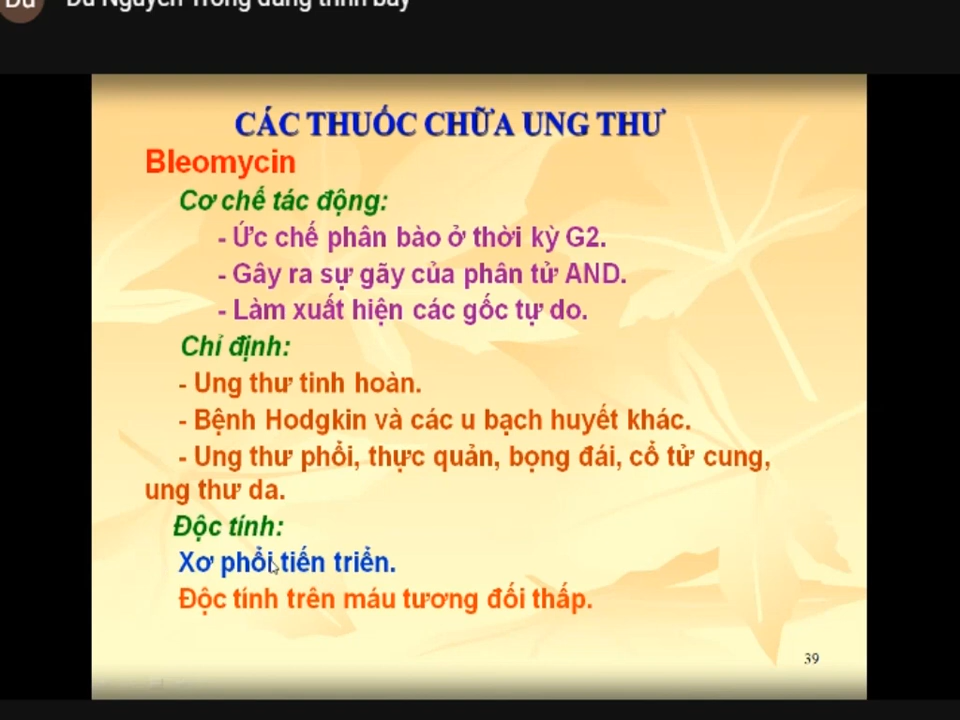 Du Nguyen Trong đang trình bày
CÁC THUỐC CHỮA UNG THƯ
Bleomycin
Cơ chế tác động:
- Ức chế phân bào ở thời kỳ G2.
- Gây ra sự gãy của phân tử AND.
- Làm xuất hiện các gốc tự do.
Chỉ định:
- Ung thư tinh hoàn.
- Bệnh Hodgkin và các u bạch huyết khác.
- Ung thư phổi, thực quản, bọng đái, cổ tử cung,
ung thư da.
Độc tính:
Xơ phổi tiến triển.
Độc tính trên máu tương đối thấp.
39